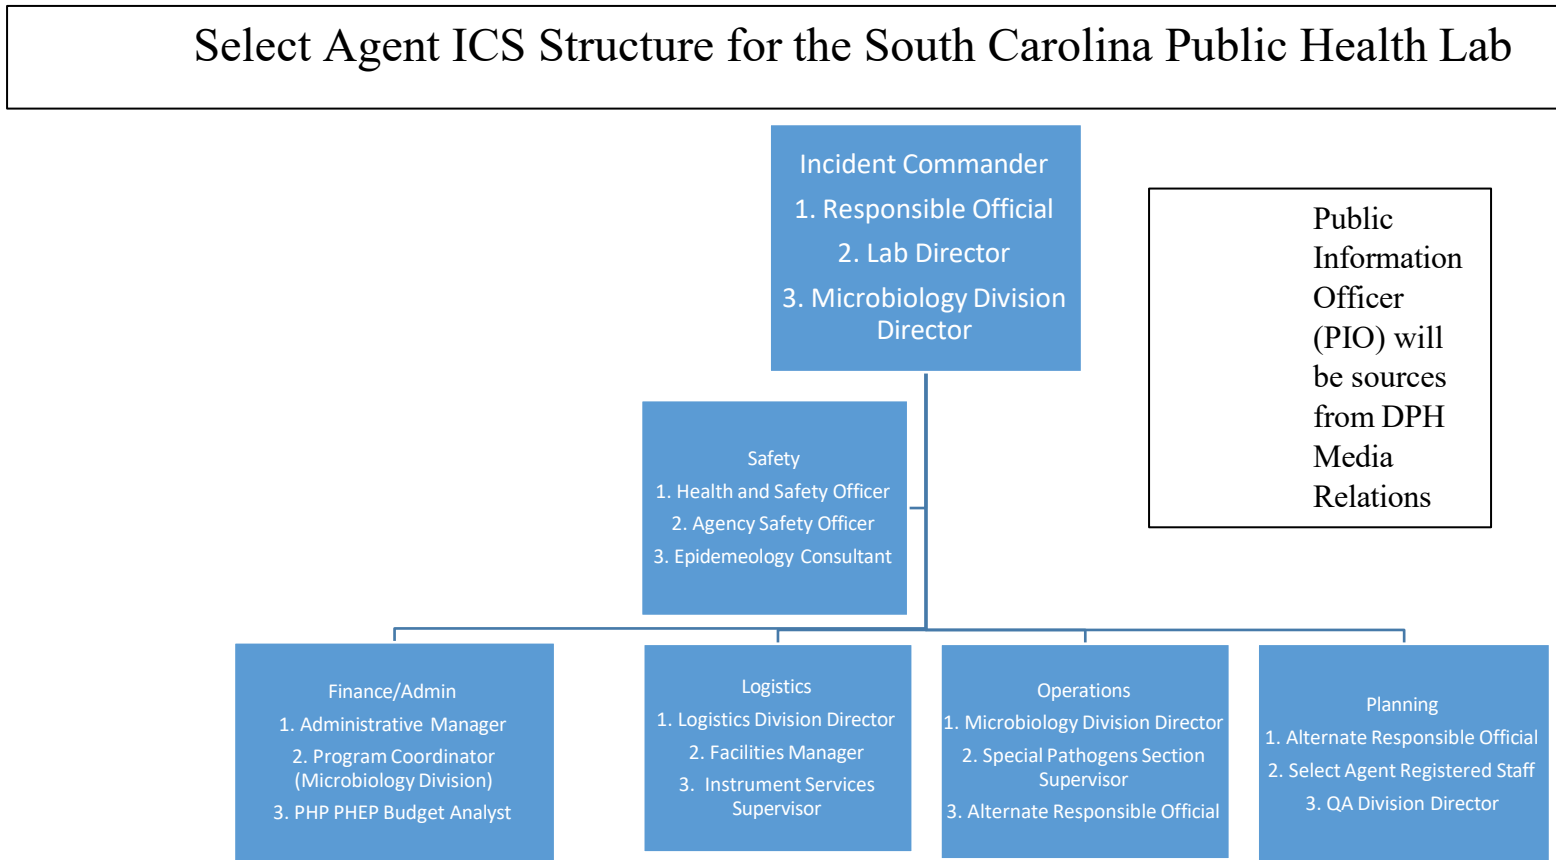 Select Agent ICS Structure for the South Carolina Public Health Lab
Incident Commander
1. Responsible Official
2. Lab Director
3. Microbiology Division
Director
Public
Information
Officer
(PIO) will
be sources
from DPH
Media
Relations
Safety
1. Health and Safety Officer
2. Agency Safety Officer
3. Epidemeology Consultant
Finance/Admin
1. Administrative Manager
2. Program Coordinator
(Microbiology Division)
3. PHP PHEP Budget Analyst
Logistics
1. Logistics Division Director
2. Facilities Manager
3. Instrument Services
Supervisor
Operations
1. Microbiology Division Director
2. Special Pathogens Section
Supervisor
3. Alternate Responsible Official
Planning
1. Alternate Responsible Official
2. Select Agent Registered Staff
3. QA Division Director